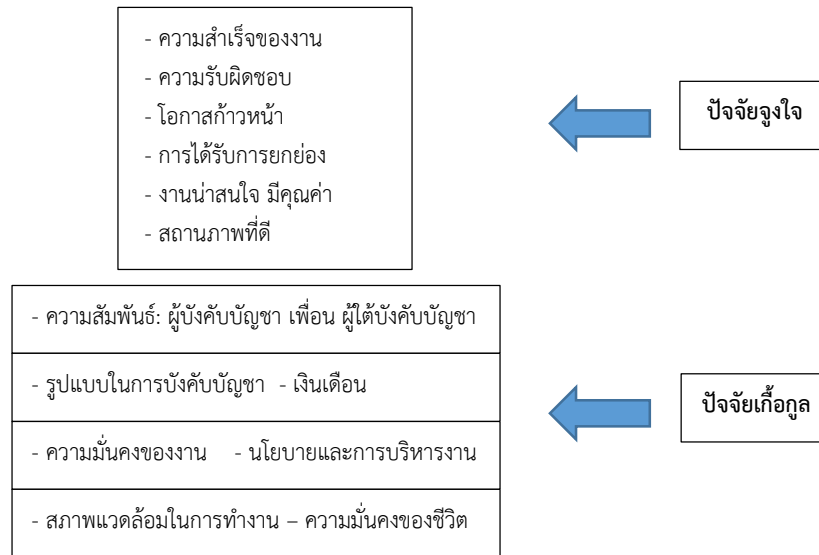 - ความสำเร็จของงาน
- ความรับผิดชอบ
- โอกาสก้าวหน้า
- การได้รับการยกย่อง
- งานน่าสนใจ มีคุณค่า
- สถานภาพที่ดี
ปัจจัยจูงใจ
- ความสัมพันธ์: ผู้บังคับบัญชา เพื่อน ผู้ใต้บังคับบัญชา
- รูปแบบในการบังคับบัญชา - เงินเดือน
- ความมั่นคงของงาน - นโยบายและการบริหารงาน
- สภาพแวดล้อมในการทำงาน – ความมั่นคงของชีวิต
ปัจจัยเกื้อกูล